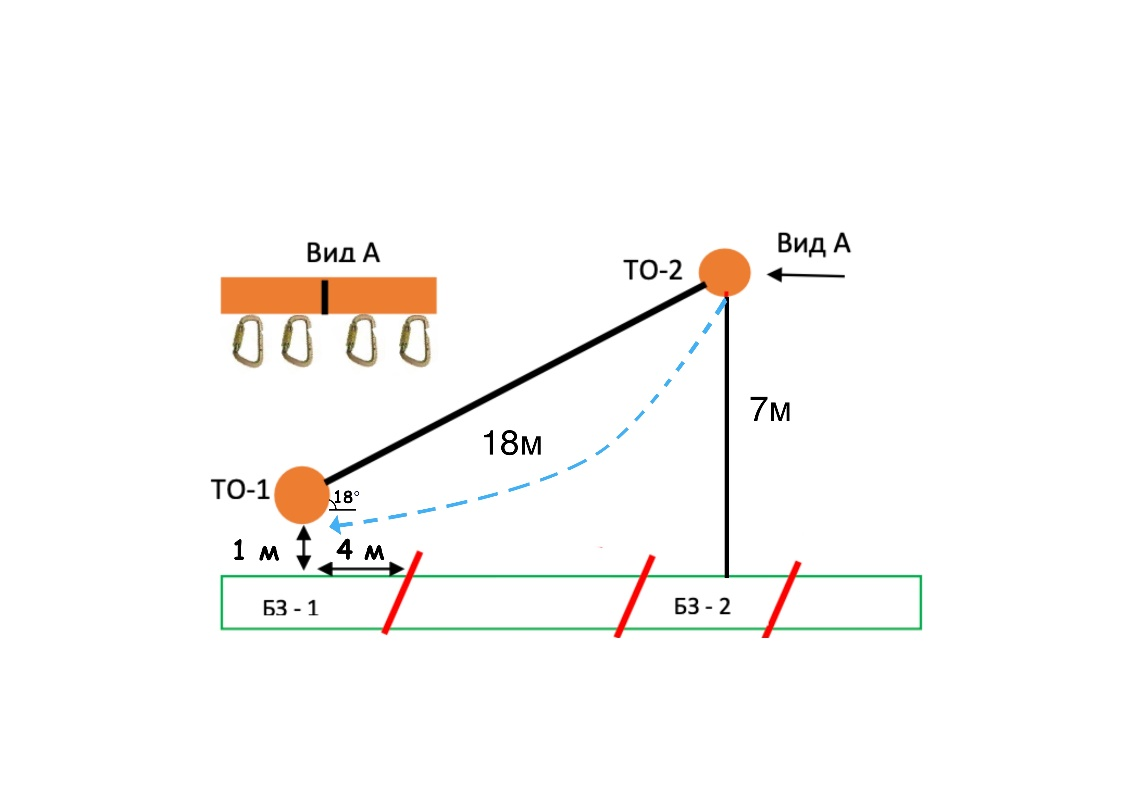 Вид А
Вид А
ТО-2
7м
18м
ТО-1
18°
1 м
4 м
БЗ - 1
БЗ - 2